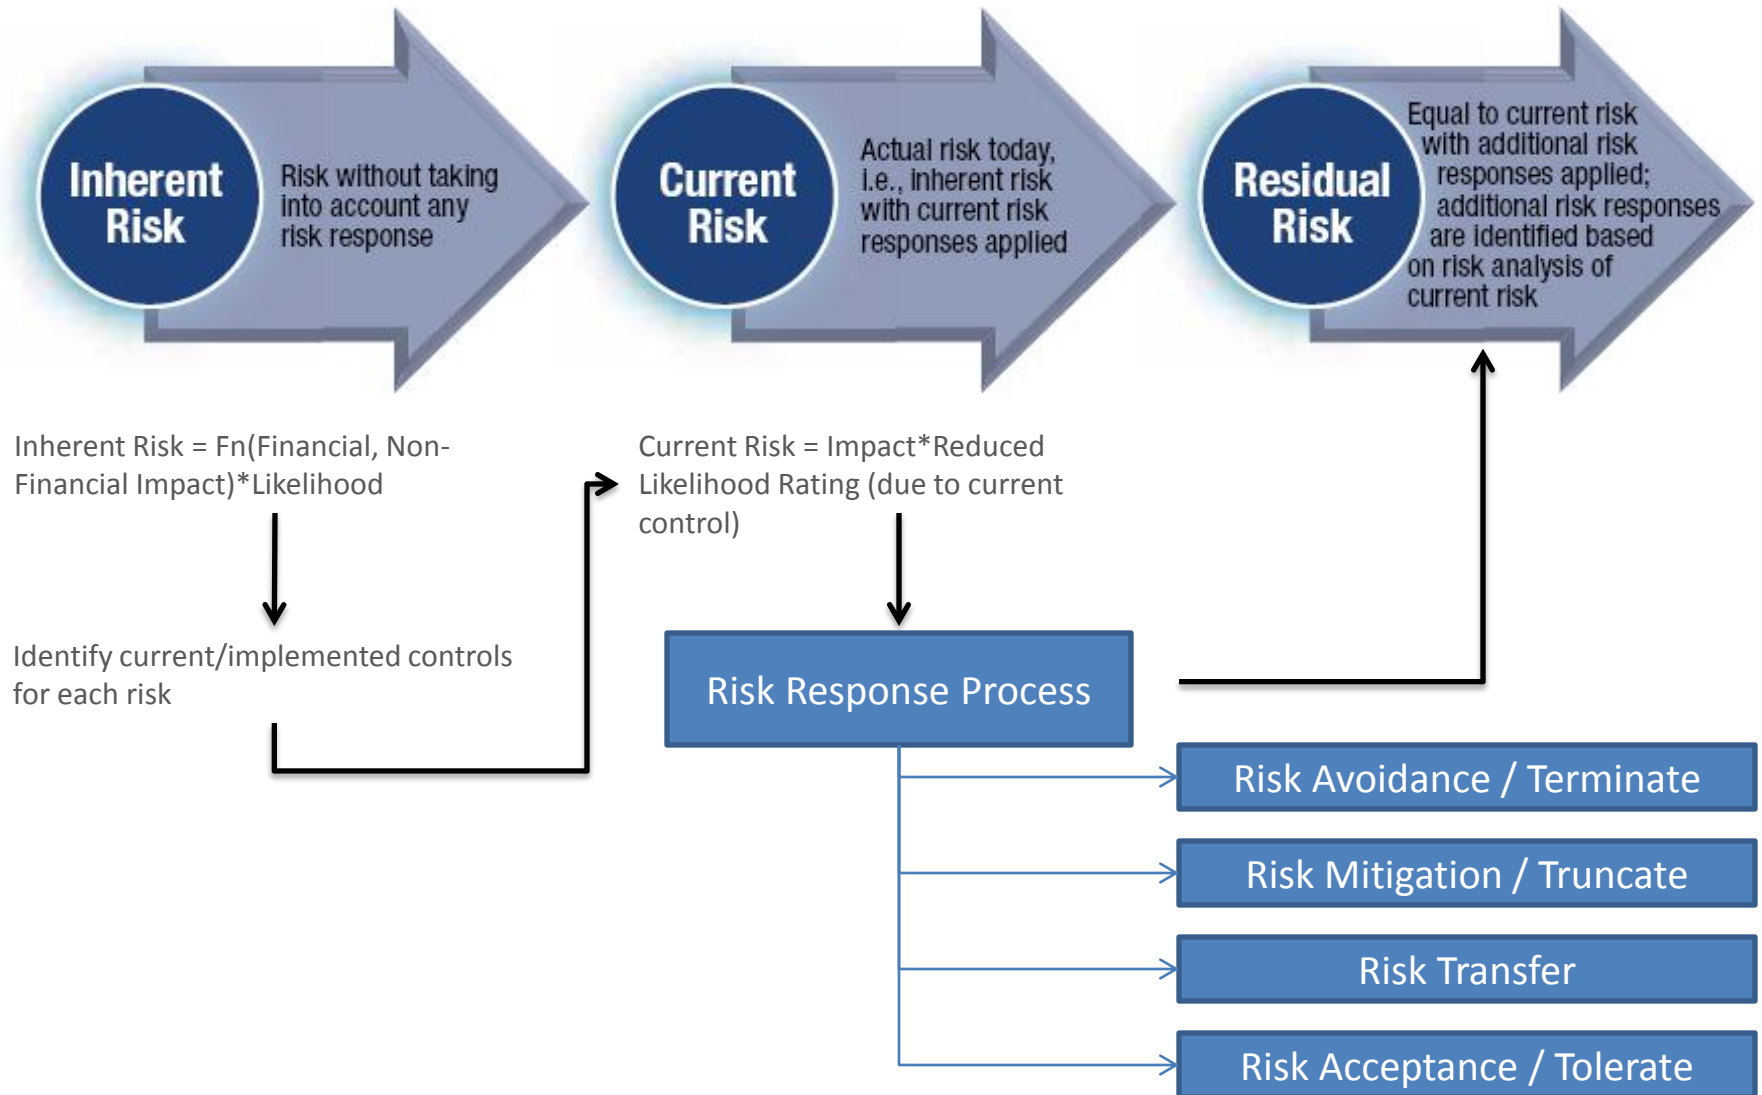 Inherent
Risk
Risk without taking
into account any
risk response
Current
Risk
Actual risk today,
i.e., inherent risk
with current risk
responses applied
Residual
Risk
Equal to current risk
with additional risk
responses applied;
additional risk responses
are identified based
on risk analysis of
current risk
Inherent Risk = Fn(Financial, Non-
Financial Impact)*Likelihood
Current Risk = Impact*Reduced
Likelihood Rating (due to current
control)
Identify current/implemented controls
for each risk
Risk Response Process
Risk Avoidance / Terminate
Risk Mitigation / Truncate
Risk Transfer
Risk Acceptance / Tolerate